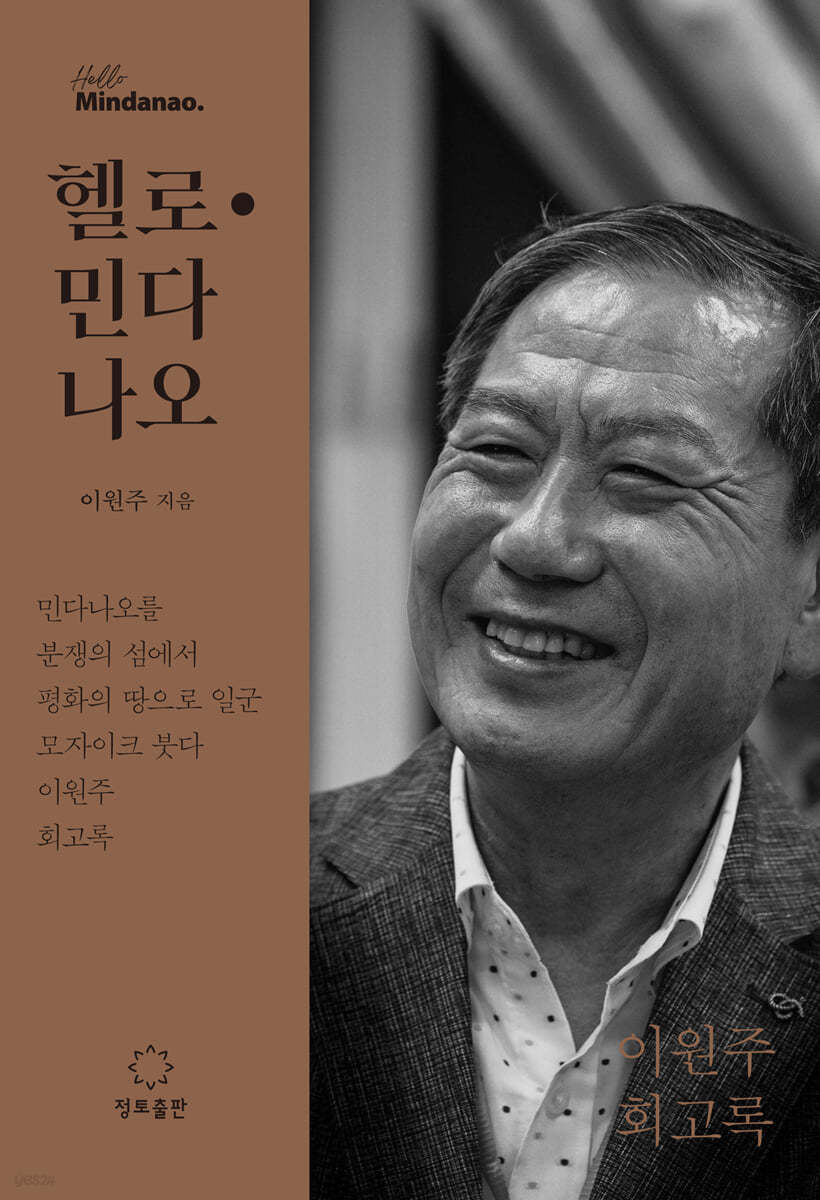 Hello
Mindanao.
헬로•
민다
나오
이원주 지음
민다나오를
분쟁의 섬에서
평화의 땅으로 일군
모자이크 붓다
이원주
회고록
정토출판
이원주
회고록
yes24